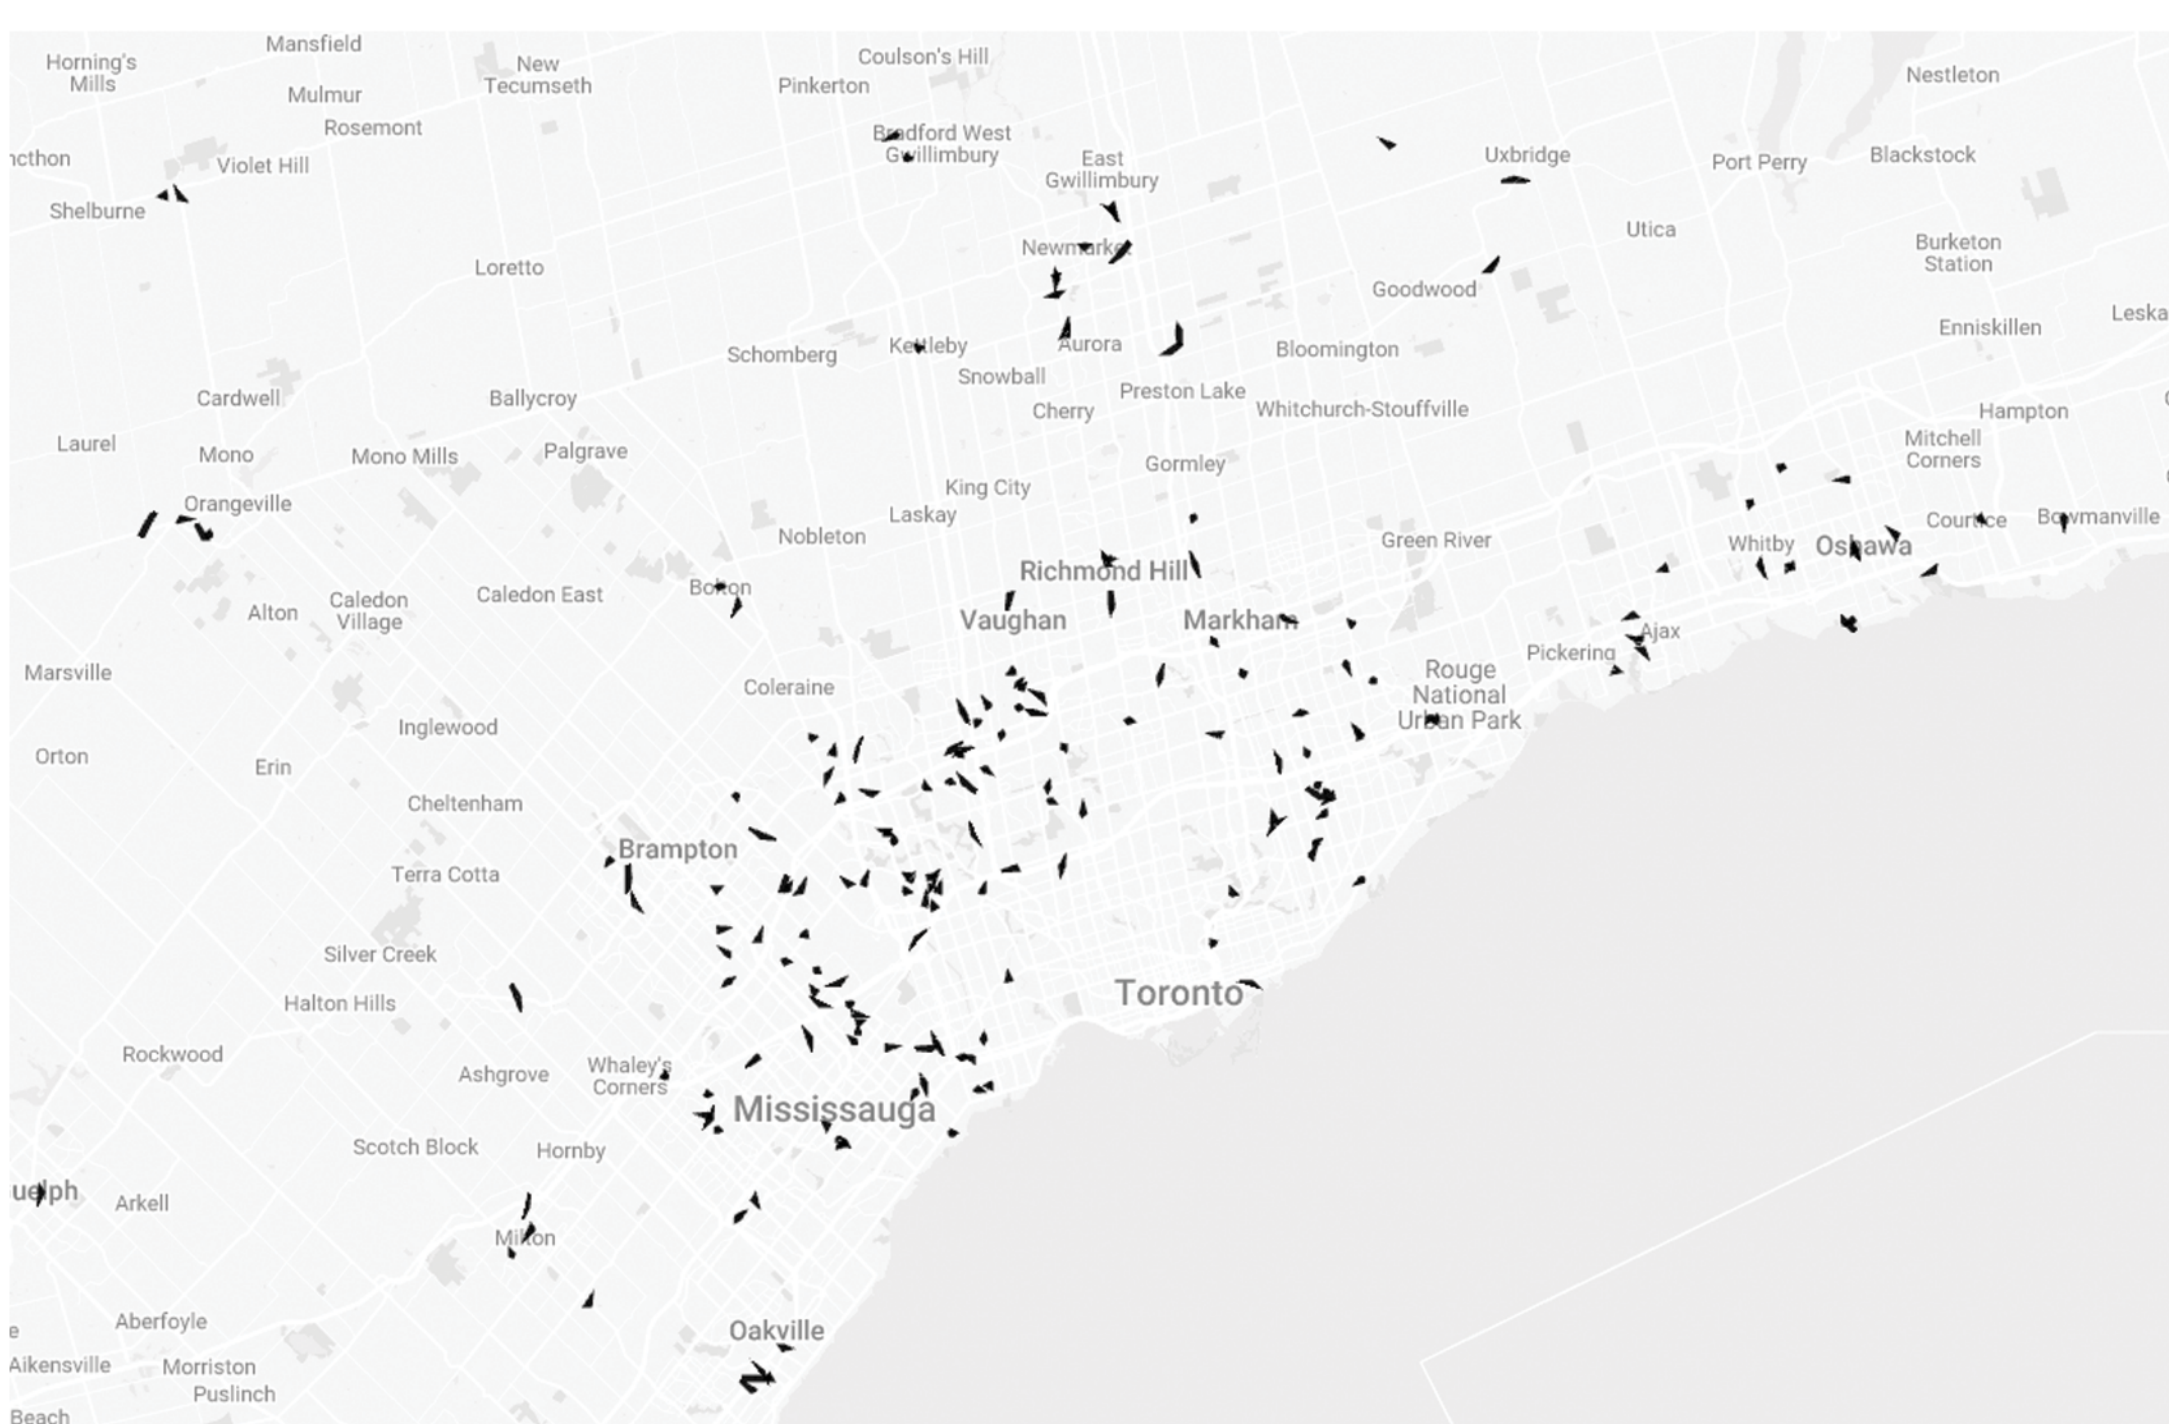 Mansfield
Horning's
Mills
New
Tecumseth
Coulson's Hill
Pinkerton
Nestleton
Mulmur
Rosemont
Bradford West
Gwillimbury
ncthon
Violet Hill
East
Gwillimbury
Uxbridge
Port Perry
Blackstock
Shelburne
Utica
Newmarket
Burketon
Station
Loretto
Goodwood
Leska
Enniskillen
Schomberg
Kettleby
Aurora
Bloomington
Snowball
Preston Lake
Cardwell
Ballycroy
Cherry
Whitchurch-Stouffville
Hampton
Laurel
Mono
Mono Mills
Palgrave
Mitchell
Corners
Gormley
King City
Orangeville
Laskay
Courtice
Bowmanville
Nobleton
Green River
Whitby
Oshawa
Richmond Hill
Bolton
Caledon East
Alton
Caledon
Village
Vaughan
Markham
Ajax
Pickering
Marsville
Coleraine
Rouge
National
Urban Park
Inglewood
Orton
Erin
Cheltenham
Brampton
Terra Cotta
Silver Creek
Toronto
Halton Hills
Rockwood
Ashgrove
Whaley's
Corners
Mississauga
Scotch Block
Hornby
uelph
Arkell
Milton
Aberfoyle
Oakville
e
Aikensville
Morriston
Puslinch
Beach